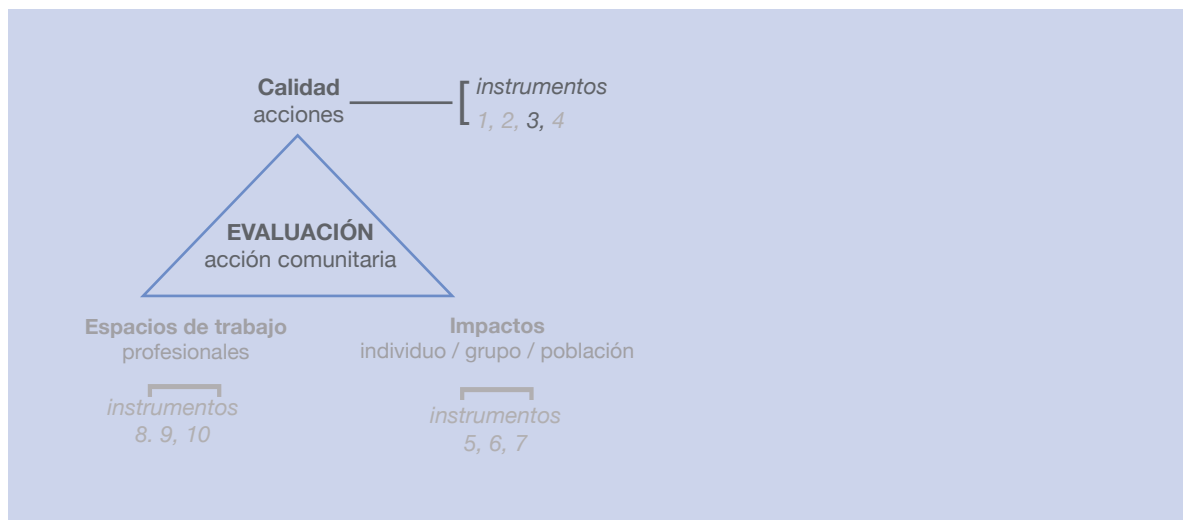 Calidad
acciones
instrumentos
1, 2, 3, 4
EVALUACIÓN
acción comunitaria
Espacios de trabajo
profesionales
instrumentos
8. 9, 10
Impactos
individuo / grupo / población
instrumentos
5, 6, 7